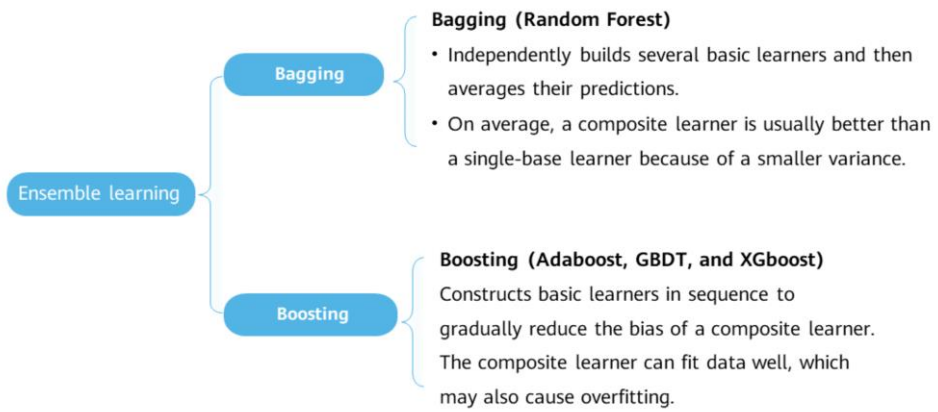 Ensemble learning
Bagging
Bagging (Random Forest)
• Independently builds several basic learners and then
averages their predictions.
• On average, a composite learner is usually better than
a single-base learner because of a smaller variance.
Boosting
Boosting (Adaboost, GBDT, and XGboost)
Constructs basic learners in sequence to
gradually reduce the bias of a composite learner.
The composite learner can fit data well, which
may also cause overfitting.